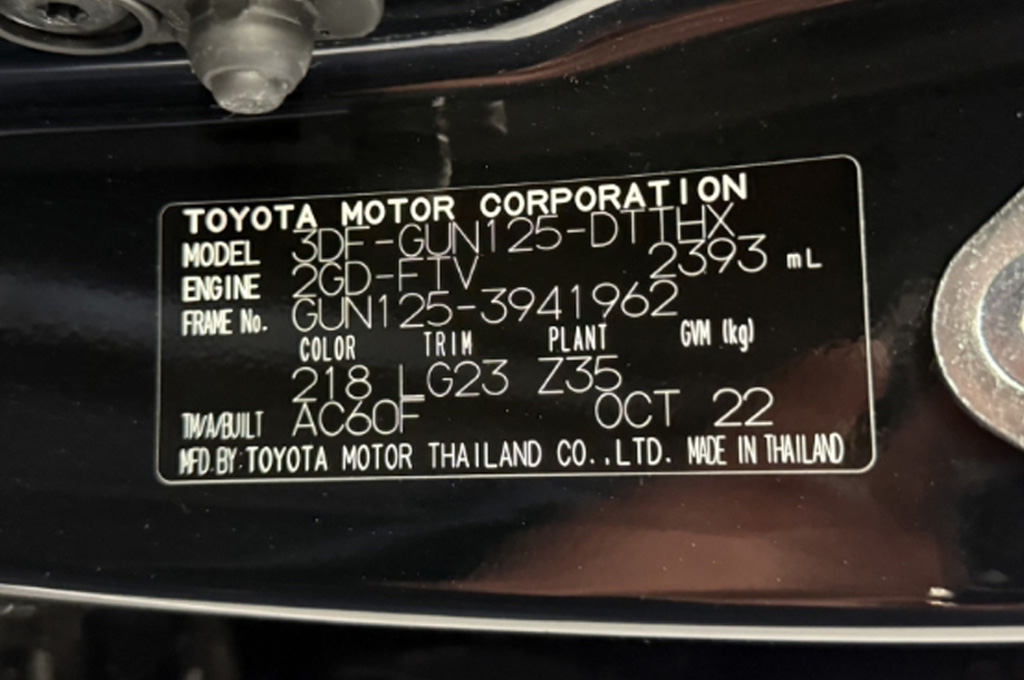 TOYOTA MOTOR CORPORATION
MODEL 3DF-GUN125-DTTHX
ENGINE 2GD-FTV 2393 mL
FRAME No. GUN125-3941962
COLOR TRIM PLANT GVM (kg)
218 LG23 Z35
TM/A/BUILT AC60F OCT 22
MFD.BY:TOYOTA MOTOR THAILAND CO.,LTD. MADE IN THAILAND